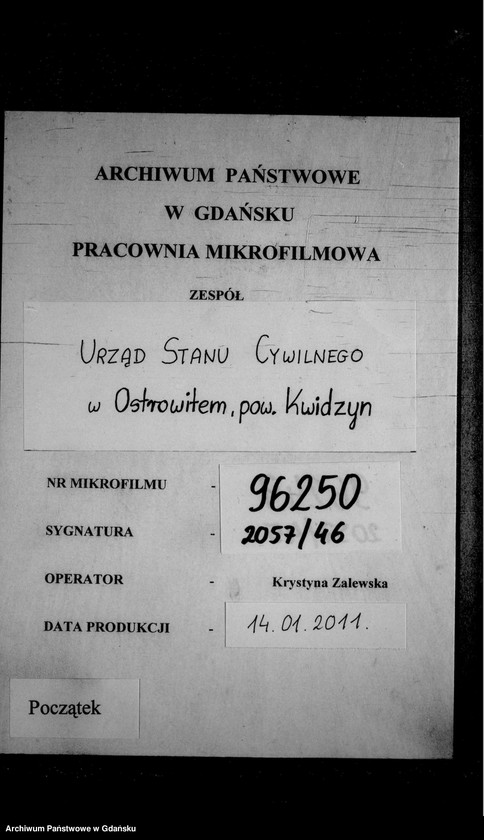 ARCHIWUM PAŃSTWOWE
W GDAŃSKU
PRACOWNIA MIKROFILMOWA
ZESPÓŁ
URZĄD STANU CYWILNEGO
w Ostrowitem, pow. Kwidzyn
NR MIKROFILMU - 96250
SYGNATURA - 2057/46
OPERATOR - Krystyna Zalewska
DATA PRODUKCJI - 14.01.2011.
Początek
Archiwum Państwowe w Gdańsku